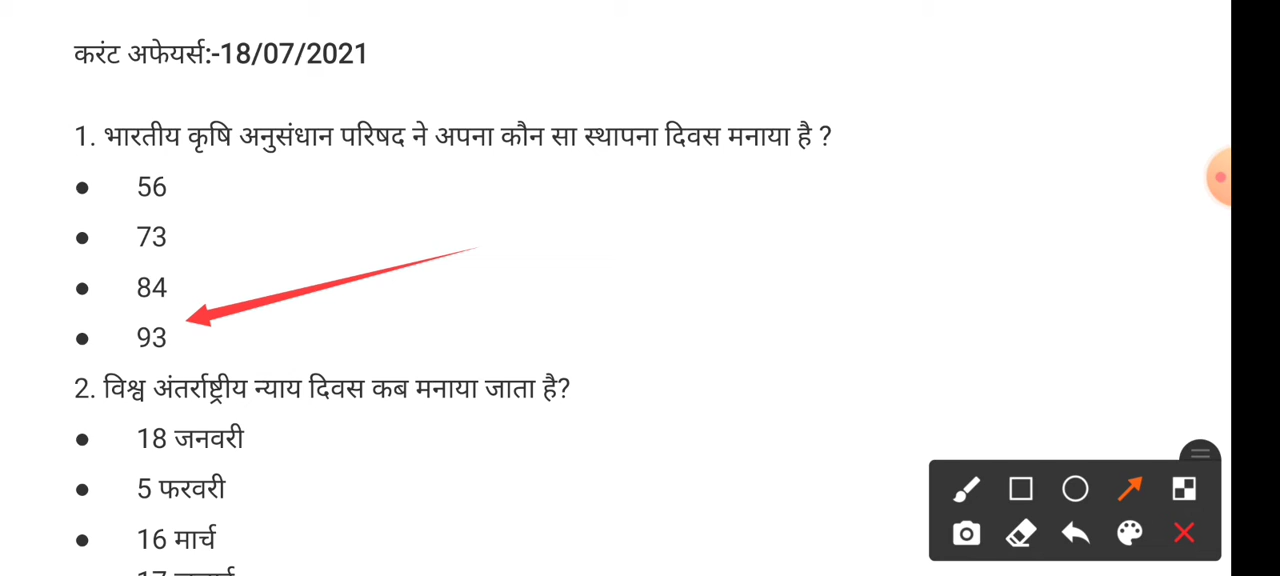 करंट अफेयर्स:-18/07/2021
1. भारतीय कृषि अनुसंधान परिषद ने अपना कौन सा स्थापना दिवस मनाया है ?
● 56
● 73
● 84
● 93
2. विश्व अंतर्राष्ट्रीय न्याय दिवस कब मनाया जाता है?
● 18 जनवरी
● 5 फरवरी
● 16 मार्च